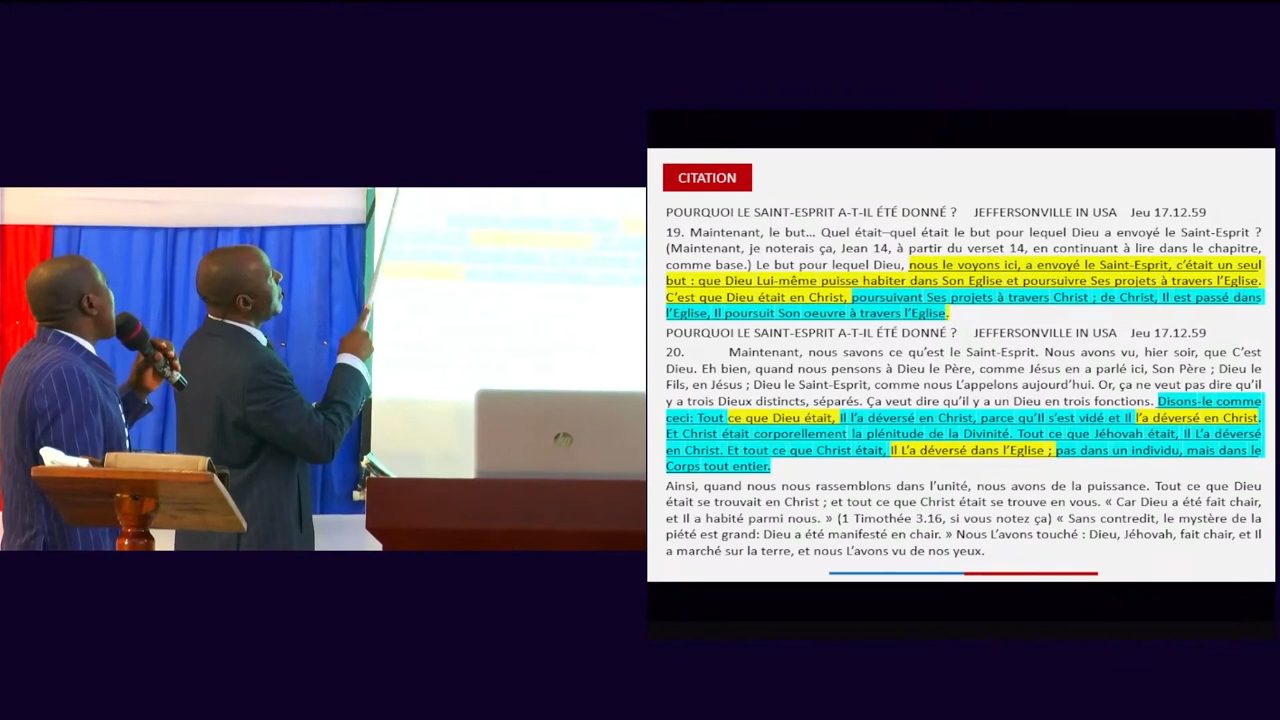 CITATION
POURQUOI LE SAINT-ESPRIT A-T-IL ÉTÉ DONNÉ ? JEFFERSONVILLE IN USA Jeu 17.12.59
19. Maintenant, le but... Quel était–quel était le but pour lequel Dieu a envoyé le Saint-Esprit ?
(Maintenant, je noterais ça, Jean 14, à partir du verset 14, en continuant à lire dans le chapitre,
comme base.) Le but pour lequel Dieu, nous le voyons ici, a envoyé le Saint-Esprit, c’était un seul
but : que Dieu Lui-même puisse habiter dans Son Eglise et poursuivre Ses projets à travers l’Eglise.
C’est que Dieu était en Christ, poursuivant Ses projets à travers Christ ; de Christ, Il est passé dans
l’Eglise, Il poursuit Son oeuvre à travers l’Eglise.
POURQUOI LE SAINT-ESPRIT A-T-IL ÉTÉ DONNÉ ? JEFFERSONVILLE IN USA Jeu 17.12.59
20. Maintenant, nous savons ce qu’est le Saint-Esprit. Nous avons vu, hier soir, que C’est
Dieu. Eh bien, quand nous pensons à Dieu le Père, comme Jésus en a parlé ici, Son Père ; Dieu le
Fils, en Jésus ; Dieu le Saint-Esprit, comme nous L’appelons aujourd’hui. Or, ça ne veut pas dire qu’il
y a trois Dieux distincts, séparés. Ça veut dire qu’il y a un Dieu en trois fonctions. Disons-le comme
ceci: Tout ce que Dieu était, Il l’a déversé en Christ, parce qu’Il s’est vidé et Il l’a déversé en Christ.
Et Christ était corporellement la plénitude de la Divinité. Tout ce que Jéhovah était, Il L’a déversé
en Christ. Et tout ce que Christ était, Il L’a déversé dans l’Eglise ; pas dans un individu, mais dans le
Corps tout entier.
Ainsi, quand nous nous rassemblons dans l’unité, nous avons de la puissance. Tout ce que Dieu
était se trouvait en Christ ; et tout ce que Christ était se trouve en vous. « Car Dieu a été fait chair,
et Il a habité parmi nous. » (1 Timothée 3.16, si vous notez ça) « Sans contredit, le mystère de la
piété est grand: Dieu a été manifesté en chair. » Nous L’avons touché : Dieu, Jéhovah, fait chair, et Il
a marché sur la terre, et nous L’avons vu de nos yeux.